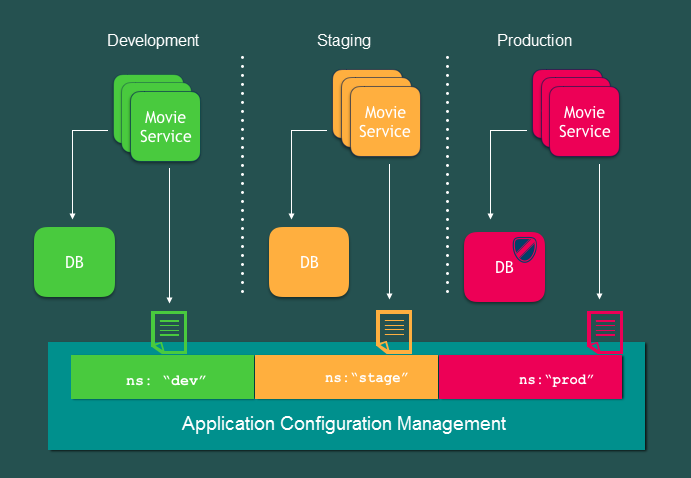 Development
Staging
Production
Movie
Service
Movie
Service
Movie
Service
DB
DB
DB
ns: “dev”
ns:“stage”
ns:“prod”
Application Configuration Management